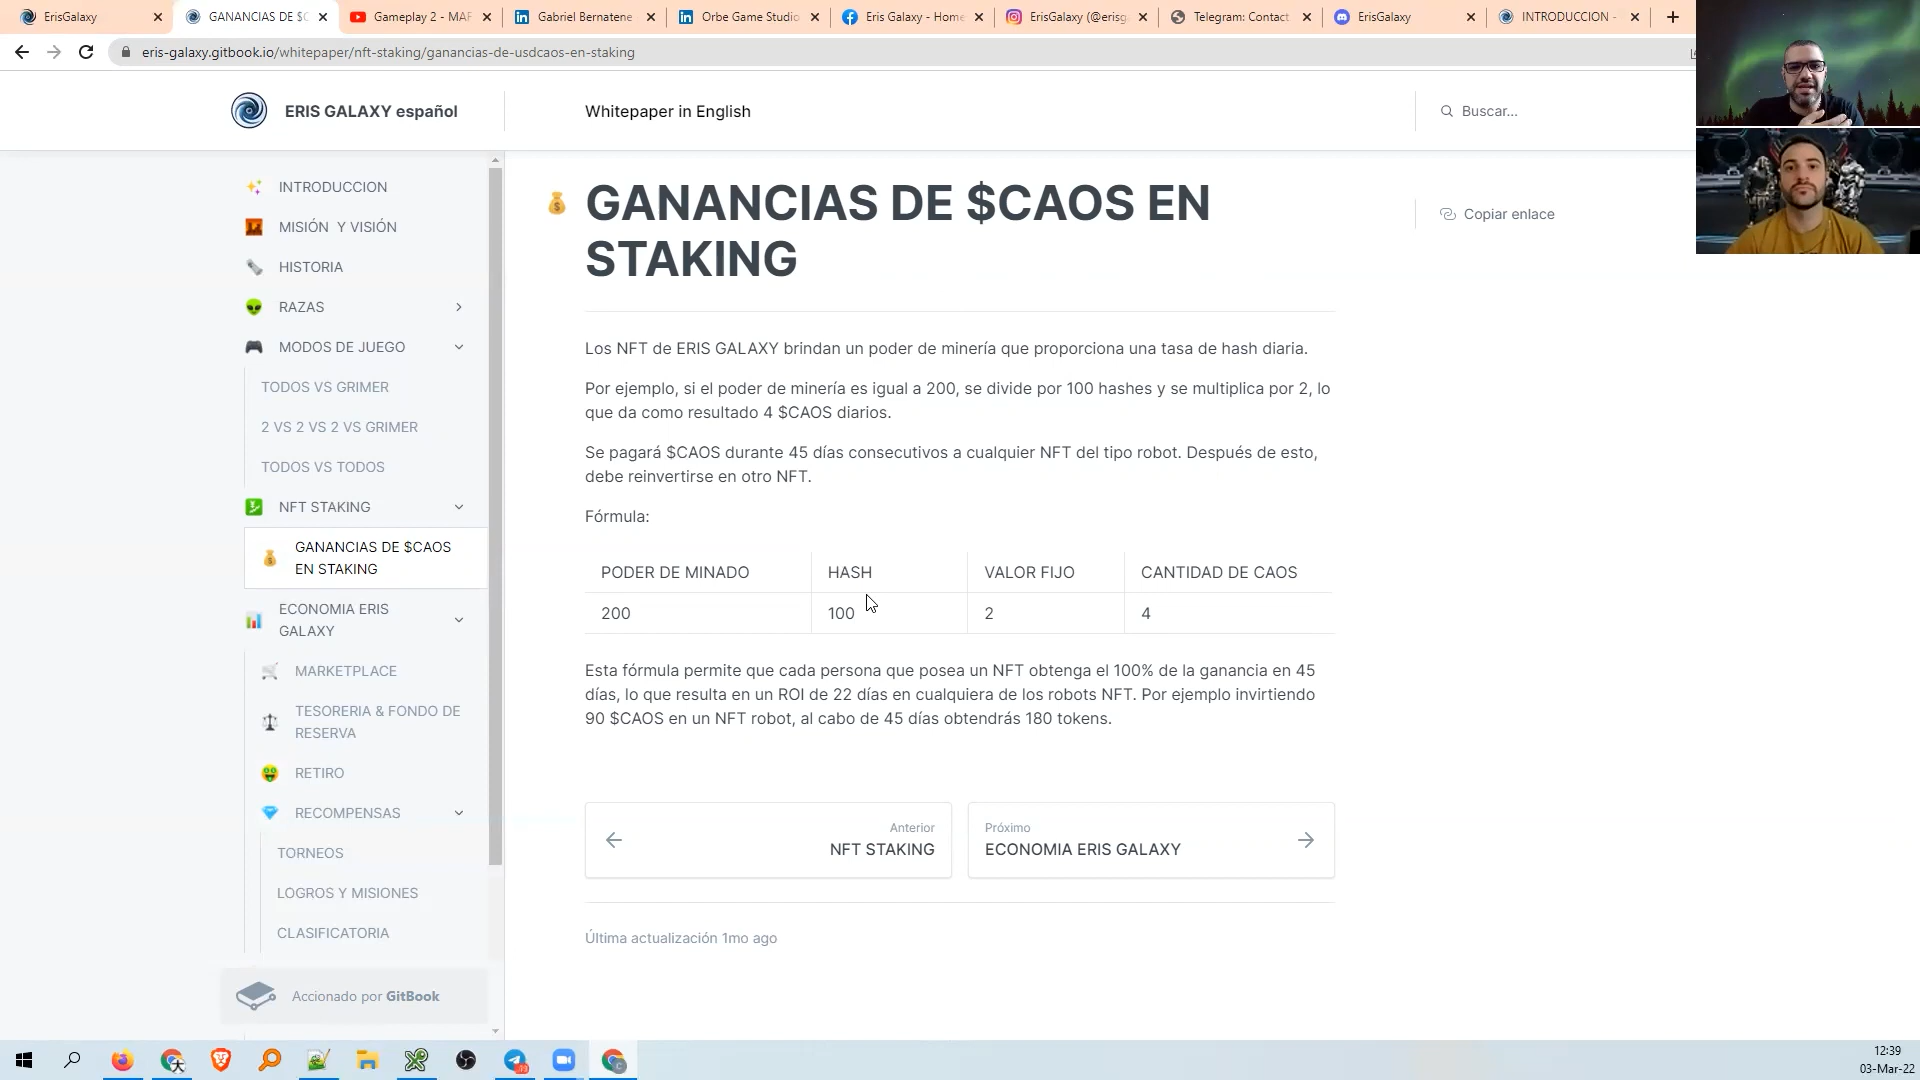 ErisGalaxy
GANANCIAS DE $C
Gameplay 2 - MAF
Gabriel Bernatene
Orbe Game Studio
Eris Galaxy - Home
ErisGalaxy (@erisg
Telegram: Contact
ErisGalaxy
INTRODUCCION -
eris-galaxy.gitbook.io/whitepaper/nft-staking/ganancias-de-usdcaos-en-staking
ERIS GALAXY español
Whitepaper in English
Buscar...
INTRODUCCION
MISIÓN Y VISIÓN
HISTORIA
RAZAS
MODOS DE JUEGO
TODOS VS GRIMER
2 VS 2 VS 2 VS GRIMER
TODOS VS TODOS
NFT STAKING
GANANCIAS DE $CAOS
EN STAKING
ECONOMIA ERIS
GALAXY
MARKETPLACE
TESORERIA & FONDO DE
RESERVA
RETIRO
RECOMPENSAS
TORNEOS
LOGROS Y MISIONES
CLASIFICATORIA
Accionado por GitBook
GANANCIAS DE $CAOS EN
STAKING
Copiar enlace
Los NFT de ERIS GALAXY brindan un poder de minería que proporciona una tasa de hash diaria.
Por ejemplo, si el poder de minería es igual a 200, se divide por 100 hashes y se multiplica por 2, lo
que da como resultado 4 $CAOS diarios.
Se pagará $CAOS durante 45 días consecutivos a cualquier NFT del tipo robot. Después de esto,
debe reinvertirse en otro NFT.
Fórmula:
PODER DE MINADO HASH VALOR FIJO CANTIDAD DE CAOS
200 100 2 4
Esta fórmula permite que cada persona que posea un NFT obtenga el 100% de la ganancia en 45
días, lo que resulta en un ROI de 22 días en cualquiera de los robots NFT. Por ejemplo invirtiendo
90 $CAOS en un NFT robot, al cabo de 45 días obtendrás 180 tokens.
Anterior
NFT STAKING
Próximo
ECONOMIA ERIS GALAXY
Última actualización 1mo ago
12:39
03-Mar-22